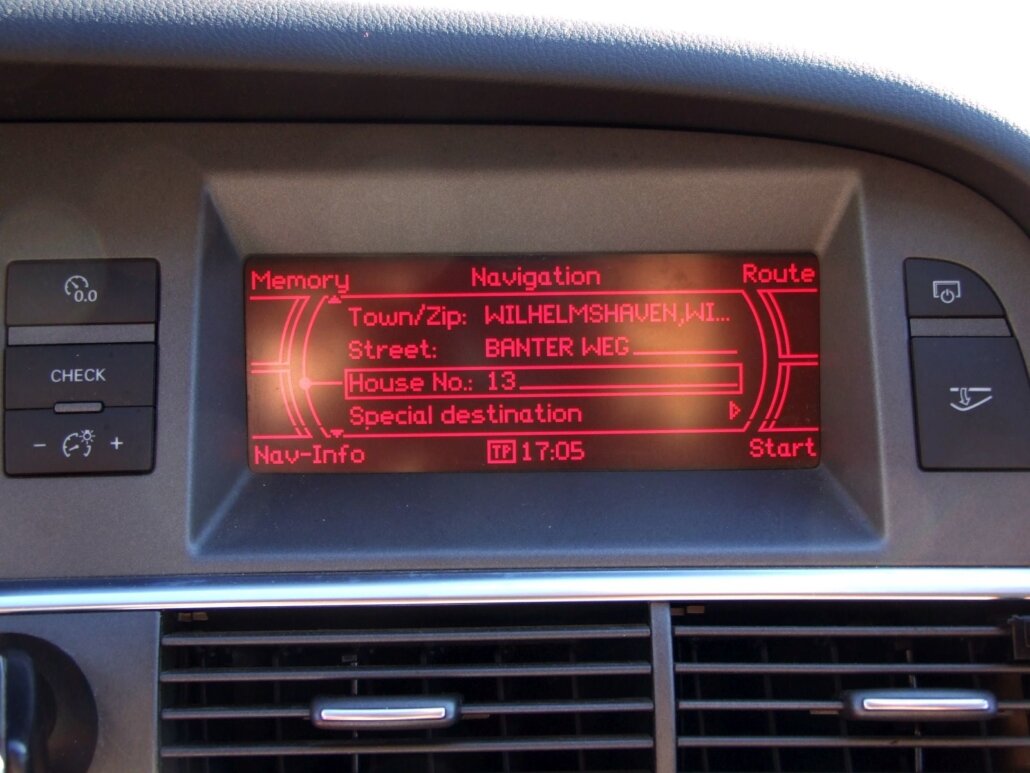 Memory Navigation Route
Town/Zip: WILHELMSHAVEN,WI...
Street: BANTER WEG
House No.: 13
Special destination
Nav-Info TP 17:05 Start
0.0
CHECK
- +